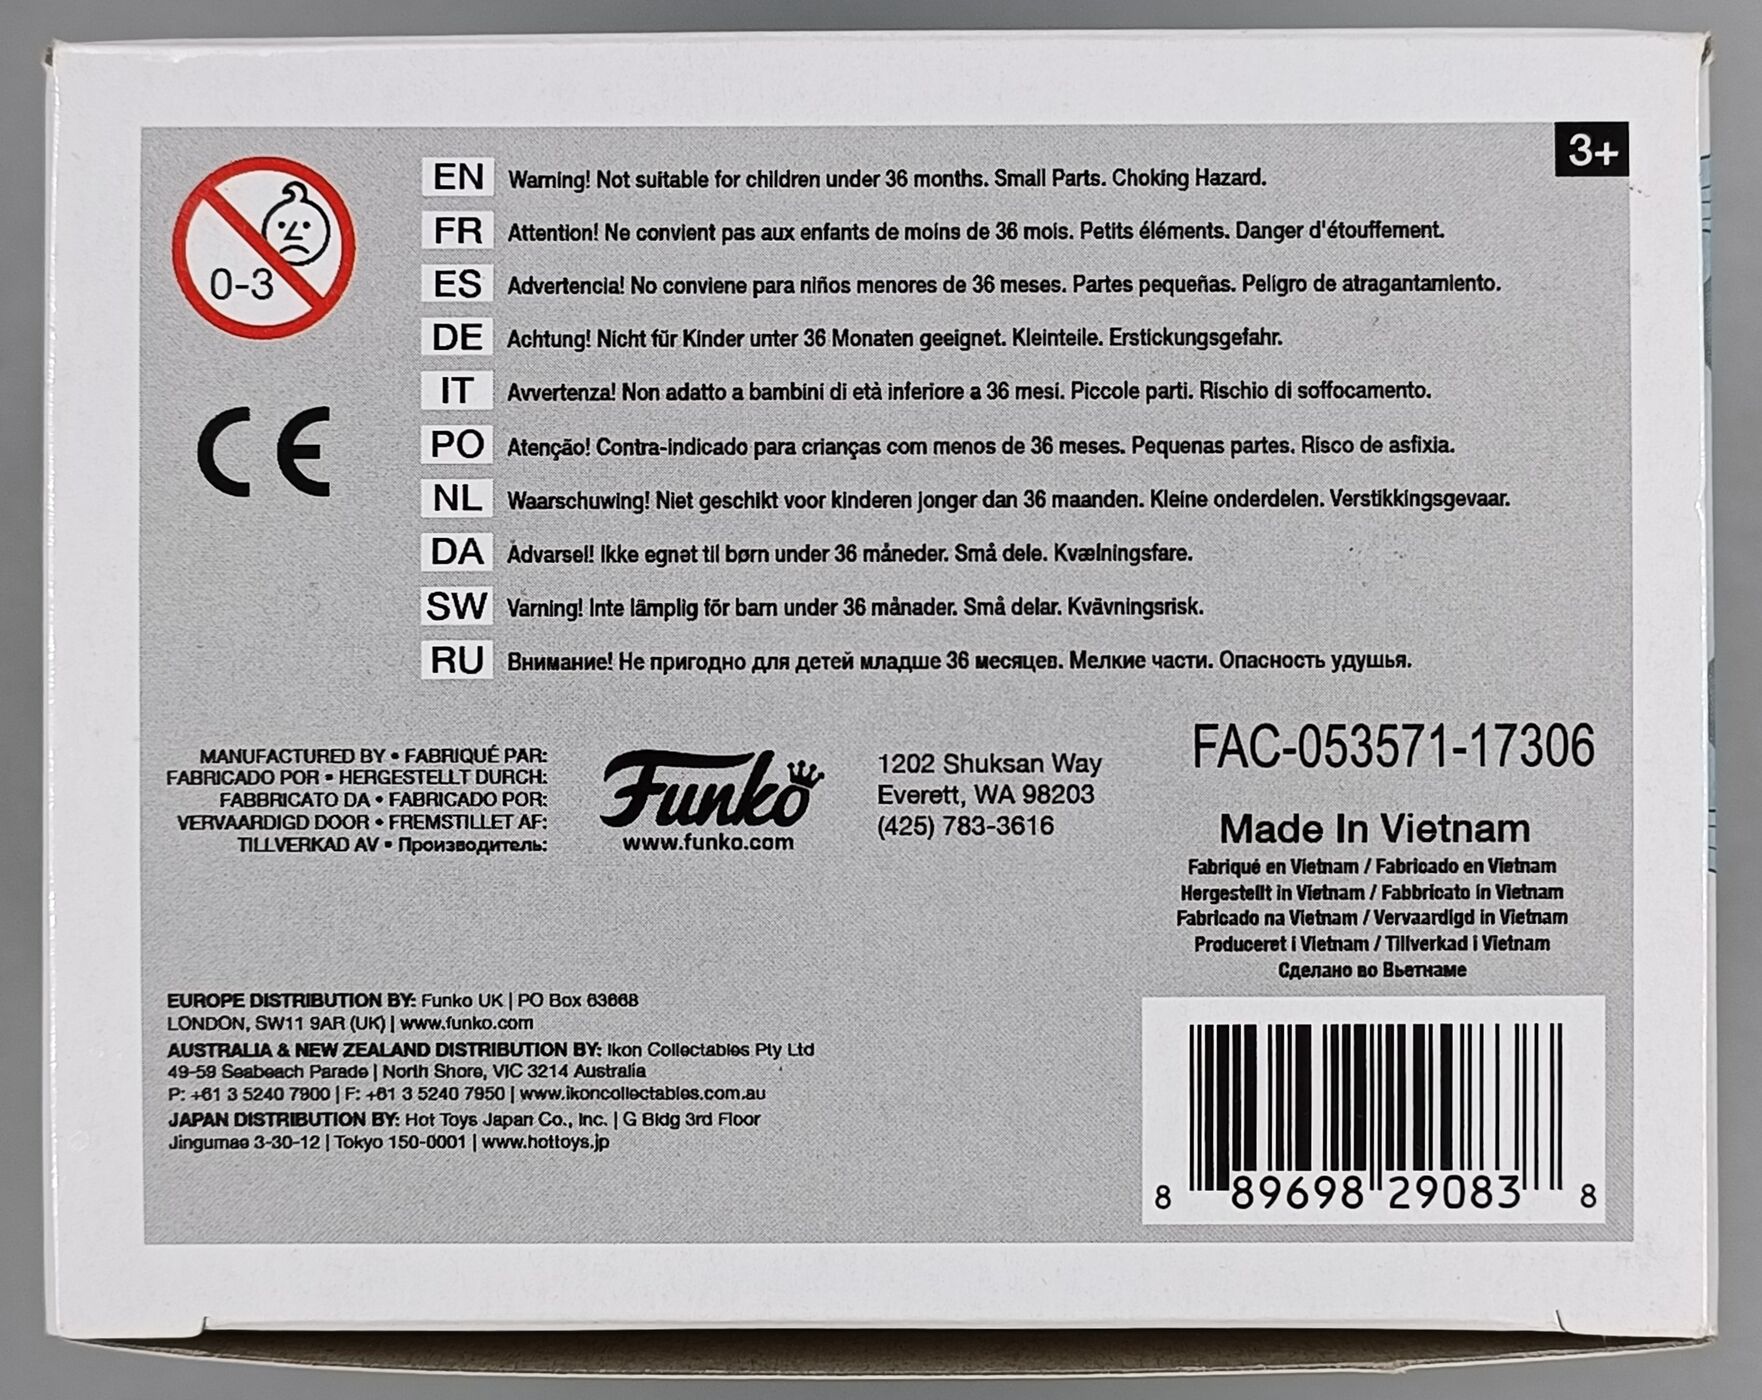 3+
0-3
EN Warning! Not suitable for children under 36 months. Small Parts. Choking Hazard.
FR Attention! Ne convient pas aux enfants de moins de 36 mois. Petits éléments. Danger d'étouffement.
ES Advertencia! No conviene para niños menores de 36 meses. Partes pequeñas. Peligro de atragantamiento.
DE Achtung! Nicht für Kinder unter 36 Monaten geeignet. Kleinteile. Erstickungsgefahr.
IT Avvertenza! Non adatto a bambini di età inferiore a 36 mesi. Piccole parti. Rischio di soffocamento.
PO Atenção! Contra-indicado para crianças com menos de 36 meses. Pequenas partes. Risco de asfixia.
NL Waarschuwing! Niet geschikt voor kinderen jonger dan 36 maanden. Kleine onderdelen. Verstikkingsgevaar.
DA Advarsel! Ikke egnet til børn under 36 måneder. Små dele. Kvælningsfare.
SW Varning! Inte lämplig för barn under 36 månader. Små delar. Kvävningsrisk.
RU Внимание! Не пригодно для детей младше 36 месяцев. Мелкие части. Опасность удушья.
CE
MANUFACTURED BY • FABRIQUÉ PAR:
FABRICADO POR • HERGESTELLT DURCH:
FABBRICATO DA • FABRICADO POR:
VERVAARDIGD DOOR • FREMSTILLET AF:
TILLVERKAD AV • Производитель:
Funko
www.funko.com
1202 Shuksan Way
Everett, WA 98203
(425) 783-3616
FAC-053571-17306
Made In Vietnam
Fabriqué en Vietnam / Fabricado en Vietnam
Hergestellt in Vietnam / Fabbricato in Vietnam
Fabricado na Vietnam / Vervaardigd in Vietnam
Produceret i Vietnam / Tillverkad i Vietnam
Сделано во Вьетнаме
EUROPE DISTRIBUTION BY: Funko UK | PO Box 63668
LONDON, SW11 9AR (UK) | www.funko.com
AUSTRALIA & NEW ZEALAND DISTRIBUTION BY: Ikon Collectables Pty Ltd
49-59 Seabeach Parade | North Shore, VIC 3214 Australia
P: +61 3 5240 7900 | F: +61 3 5240 7950 | www.ikoncollectables.com.au
JAPAN DISTRIBUTION BY: Hot Toys Japan Co., Inc. | G Bldg 3rd Floor
Jingumae 3-30-12 | Tokyo 150-0001 | www.hottoys.jp
8 89698 29083 8